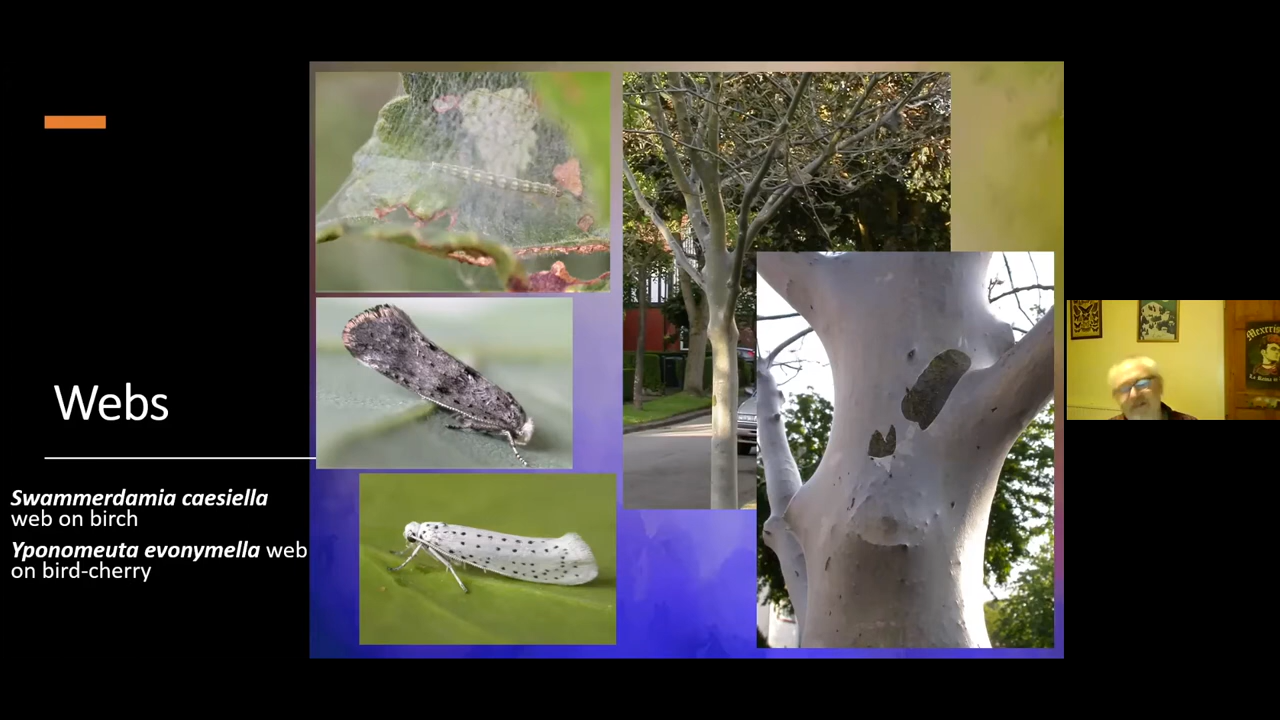 Webs
Swammerdamia caesiella
web on birch
Yponomeuta evonymella web
on bird-cherry